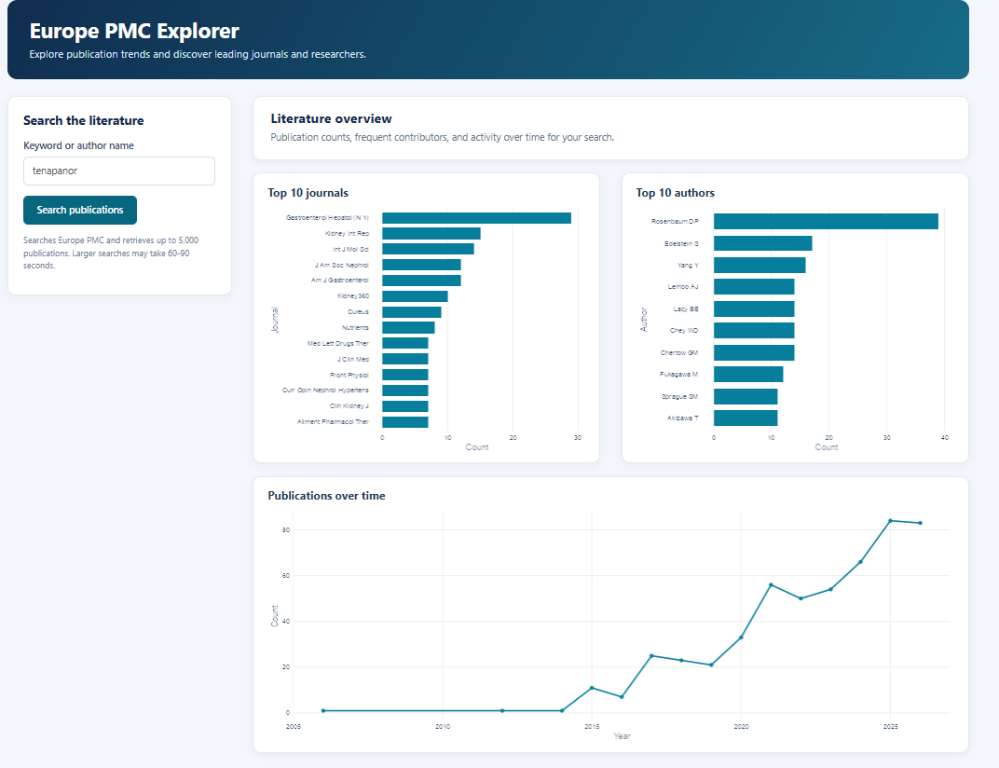 Europe PMC Explorer
Explore publication trends and discover leading journals and researchers.
Search the literature
Keyword or author name
tenapanor
Search publications
Searches Europe PMC and retrieves up to 5,000
publications. Larger searches may take 60-90
seconds.
Literature overview
Publication counts, frequent contributors, and activity over time for your search.
Top 10 journals
Journal
Gastroenterol Hepatol (N Y)
Kidney Int Rep
Int J Mol Sci
J Am Soc Nephrol
Am J Gastroenterol
Kidney360
Cureus
Nutrients
Med Lett Drugs Ther
J Clin Med
Front Physiol
Curr Opin Nephrol Hypertens
Clin Kidney J
Aliment Pharmacol Ther
0 10 20 30
Count
Top 10 authors
Author
Rosenbaum DP
Edelstein S
Yang Y
Lembo AJ
Lacy BE
Chey WD
Chertow GM
Fukagawa M
Sprague SM
Akizawa T
0 10 20 30 40
Count
Publications over time
Count
80
60
40
20
0
2005 2010 2015 2020 2025
Year